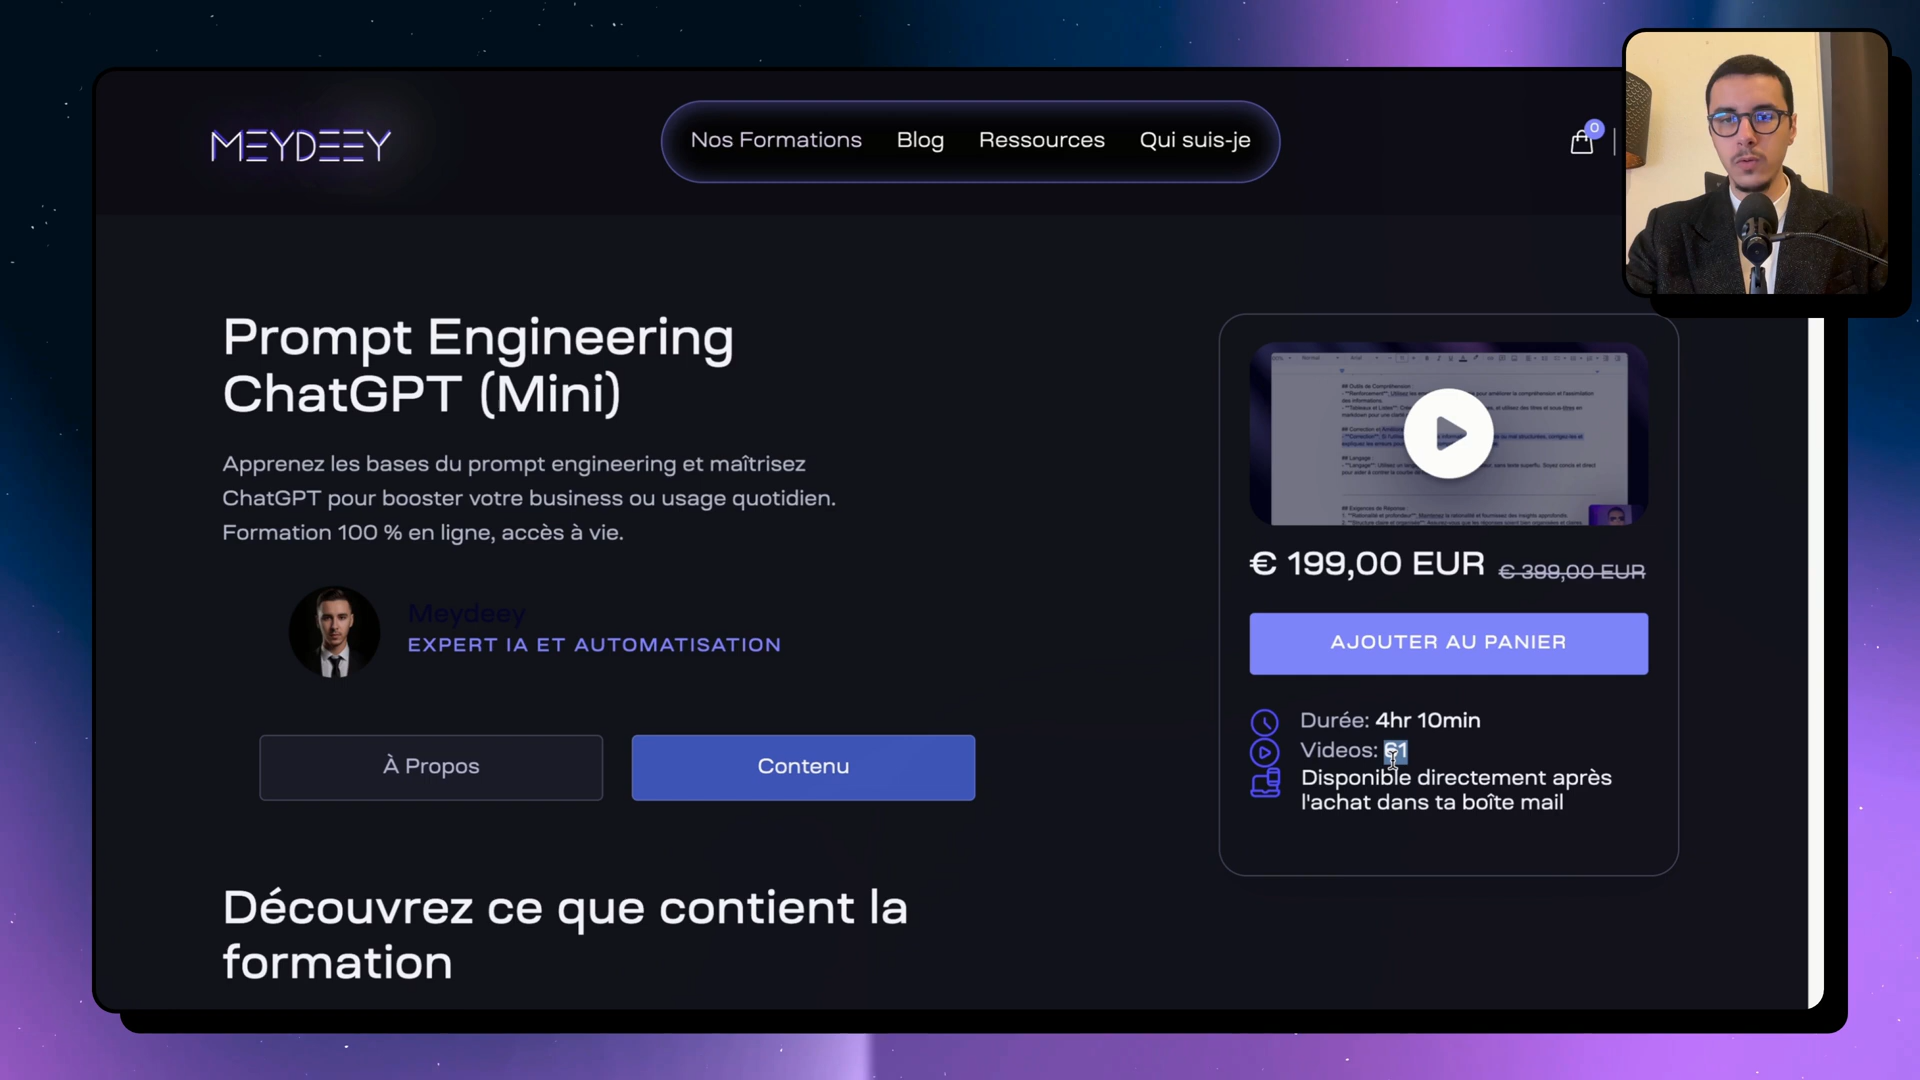 MEYDEEY
Nos Formations
Blog
Ressources
Qui suis-je
0
Prompt Engineering
ChatGPT (Mini)
Apprenez les bases du prompt engineering et maîtrisez
ChatGPT pour booster votre business ou usage quotidien.
Formation 100 % en ligne, accès à vie.
Meydeey
EXPERT IA ET AUTOMATISATION
À Propos
Contenu
Découvrez ce que contient la
formation
€ 199,00 EUR € 399,00 EUR
AJOUTER AU PANIER
Durée: 4hr 10min
Videos: 61
Disponible directement après
l'achat dans ta boîte mail